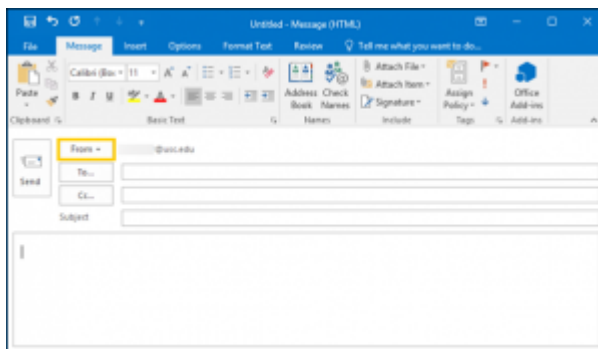 Untitled - Message (HTML)
File Message Insert Options Format Text Review Tell me what you want to do...
Paste
Calibri (Bo 11
B I U
Address Book
Check Names
Attach File
Attach Item
Signature
Assign Policy
Office Add-ins
Clipboard Basic Text Names Include Tags Add-ins
Send
From @usc.edu
To...
Cc...
Subject